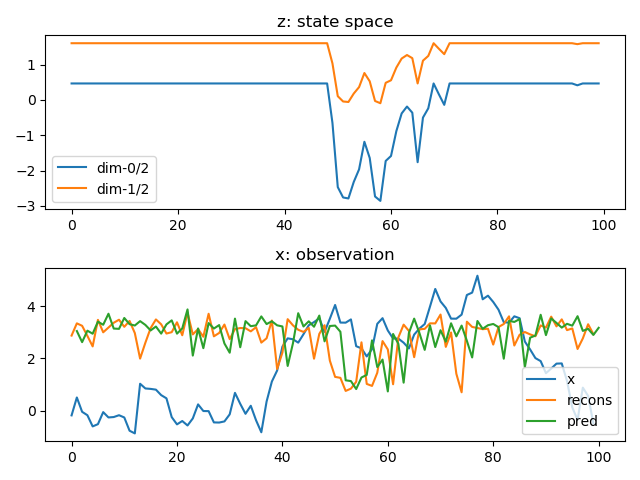 z: state space
1
0
−1
−2
−3
dim-0/2
dim-1/2
0 20 40 60 80 100
x: observation
4
2
0
x
recons
pred
0 20 40 60 80 100